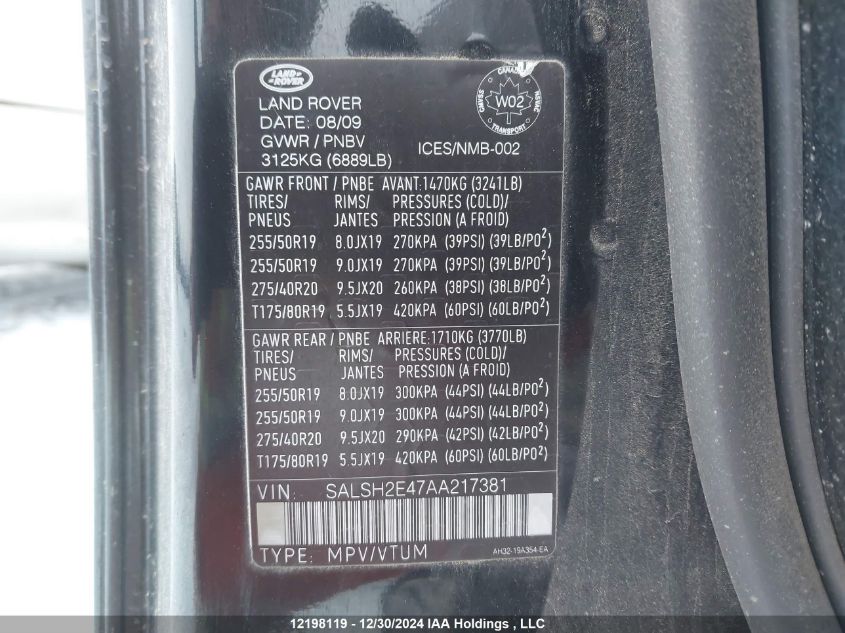 LAND ROVER
LAND ROVER
DATE: 08/09
GVWR / PNBV
3125KG (6889LB)
CANADA
W02
TRANSPORT
ICES/NMB-002
GAWR FRONT / PNBE AVANT:1470KG (3241LB)
TIRES/ RIMS/ PRESSURES (COLD)/
PNEUS JANTES PRESSION (A FROID)
255/50R19 8.0JX19 270KPA (39PSI) (39LB/PO²)
255/50R19 9.0JX19 270KPA (39PSI) (39LB/PO²)
275/40R20 9.5JX20 260KPA (38PSI) (38LB/PO²)
T175/80R19 5.5JX19 420KPA (60PSI) (60LB/PO²)
GAWR REAR / PNBE ARRIERE:1710KG (3770LB)
TIRES/ RIMS/ PRESSURES (COLD)/
PNEUS JANTES PRESSION (A FROID)
255/50R19 8.0JX19 300KPA (44PSI) (44LB/PO²)
255/50R19 9.0JX19 300KPA (44PSI) (44LB/PO²)
275/40R20 9.5JX20 290KPA (42PSI) (42LB/PO²)
T175/80R19 5.5JX19 420KPA (60PSI) (60LB/PO²)
VIN: SALSH2E47AA217381
TYPE: MPV/VTUM
AH32-19A354-EA
12198119 - 12/30/2024 IAA Holdings, LLC